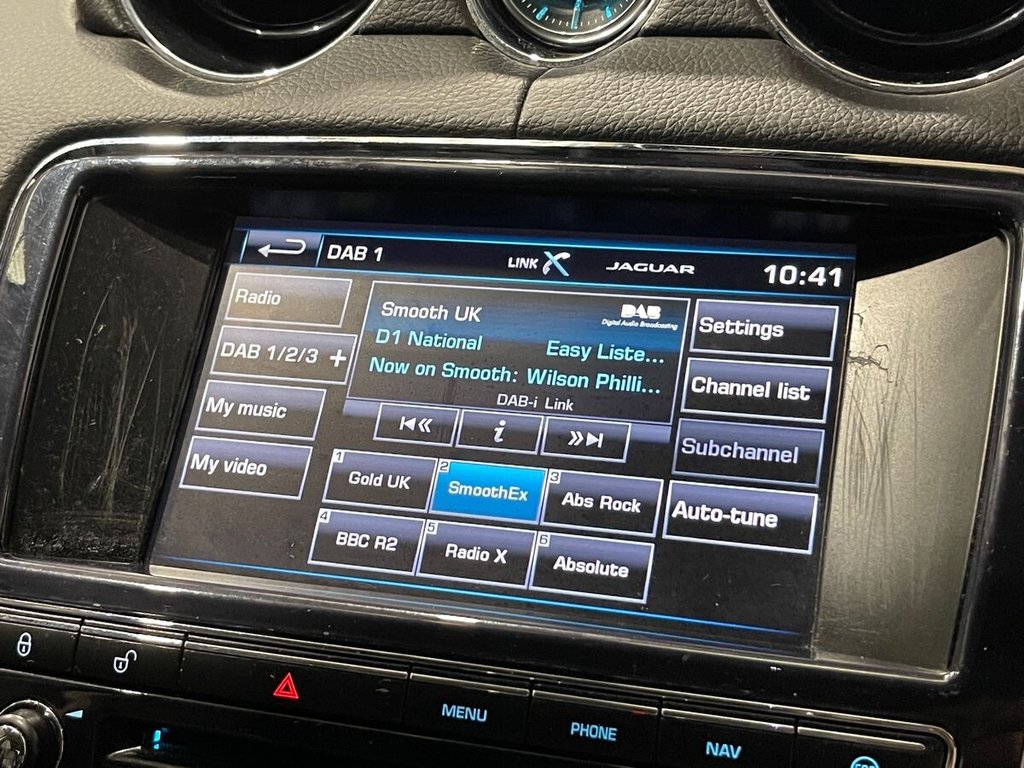 DAB 1 LINK JAGUAR 10:41
Radio
DAB 1/2/3 +
My music
My video
Smooth UK
DAB
Digital Audio Broadcasting
D1 National Easy Liste...
Now on Smooth: Wilson Philli...
DAB-i Link
i
Settings
Channel list
Subchannel
Auto-tune
1 Gold UK
2 SmoothEx
3 Abs Rock
4 BBC R2
5 Radio X
6 Absolute
MENU
PHONE
NAV